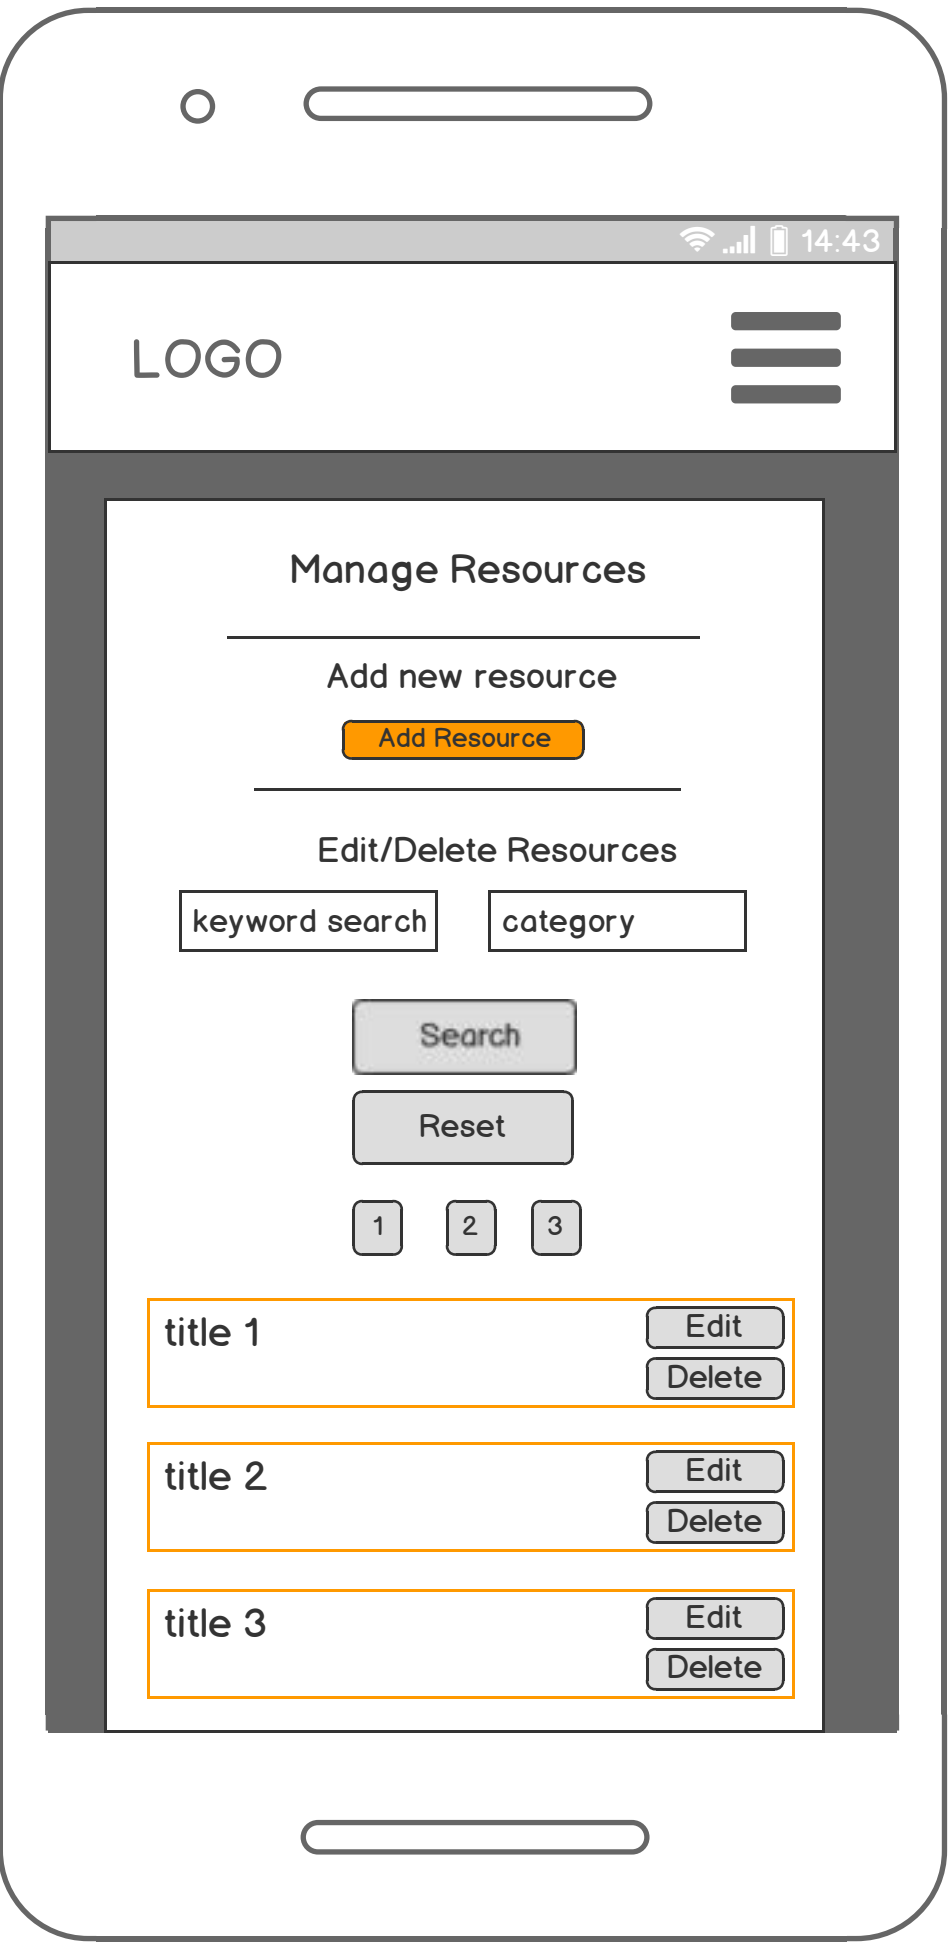 14:43
LOGO
Manage Resources
Add new resource
Add Resource
Edit/Delete Resources
keyword search category
Search
Reset
1 2 3
title 1 Edit
Delete
title 2 Edit
Delete
title 3 Edit
Delete